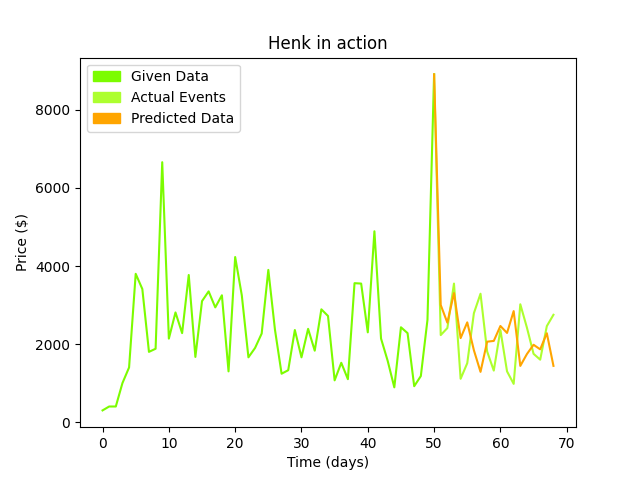 Henk in action
Given Data
Actual Events
Predicted Data
Price ($)
8000
6000
4000
2000
0
0 10 20 30 40 50 60 70
Time (days)